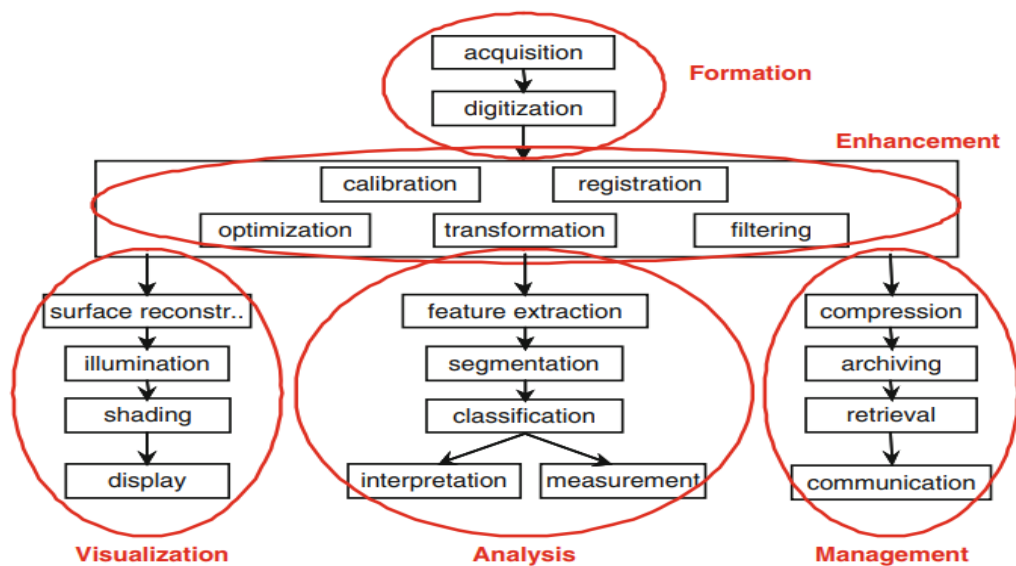 acquisition
Formation
digitization
Enhancement
calibration
registration
optimization
transformation
filtering
surface reconstr..
illumination
shading
display
Visualization
feature extraction
segmentation
classification
interpretation
measurement
Analysis
compression
archiving
retrieval
communication
Management